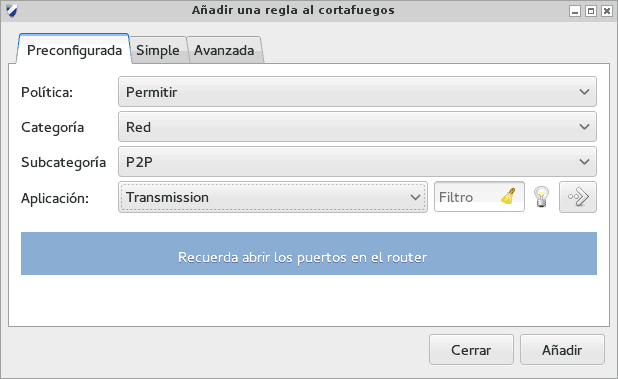 Añadir una regla al cortafuegos
Preconfigurada Simple Avanzada
Política: Permitir
Categoría Red
Subcategoría P2P
Aplicación: Transmission Filtro
Recuerda abrir los puertos en el router
Cerrar Añadir